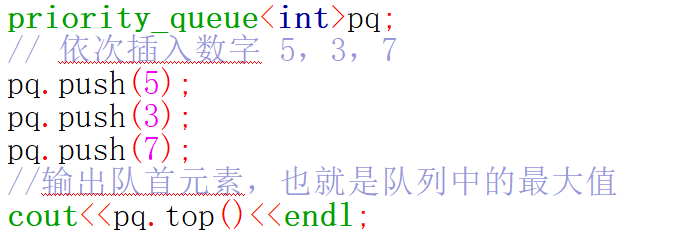 priority_queue<int>pq;
// 依次插入数字 5，3，7
pq.push(5);
pq.push(3);
pq.push(7);
//输出队首元素，也就是队列中的最大值
cout<<pq.top()<<endl;